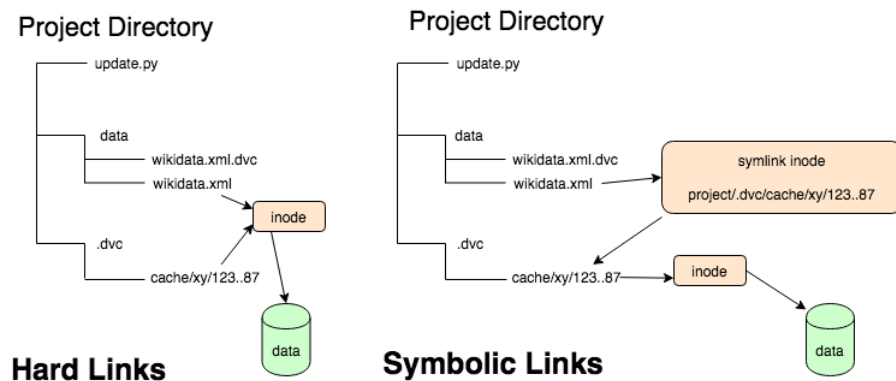 Project Directory
update.py
data
wikidata.xml.dvc
wikidata.xml
inode
.dvc
cache/xy/123..87
data
Hard Links
Project Directory
update.py
data
wikidata.xml.dvc
wikidata.xml
symlink inode
project/.dvc/cache/xy/123..87
.dvc
cache/xy/123..87
inode
data
Symbolic Links